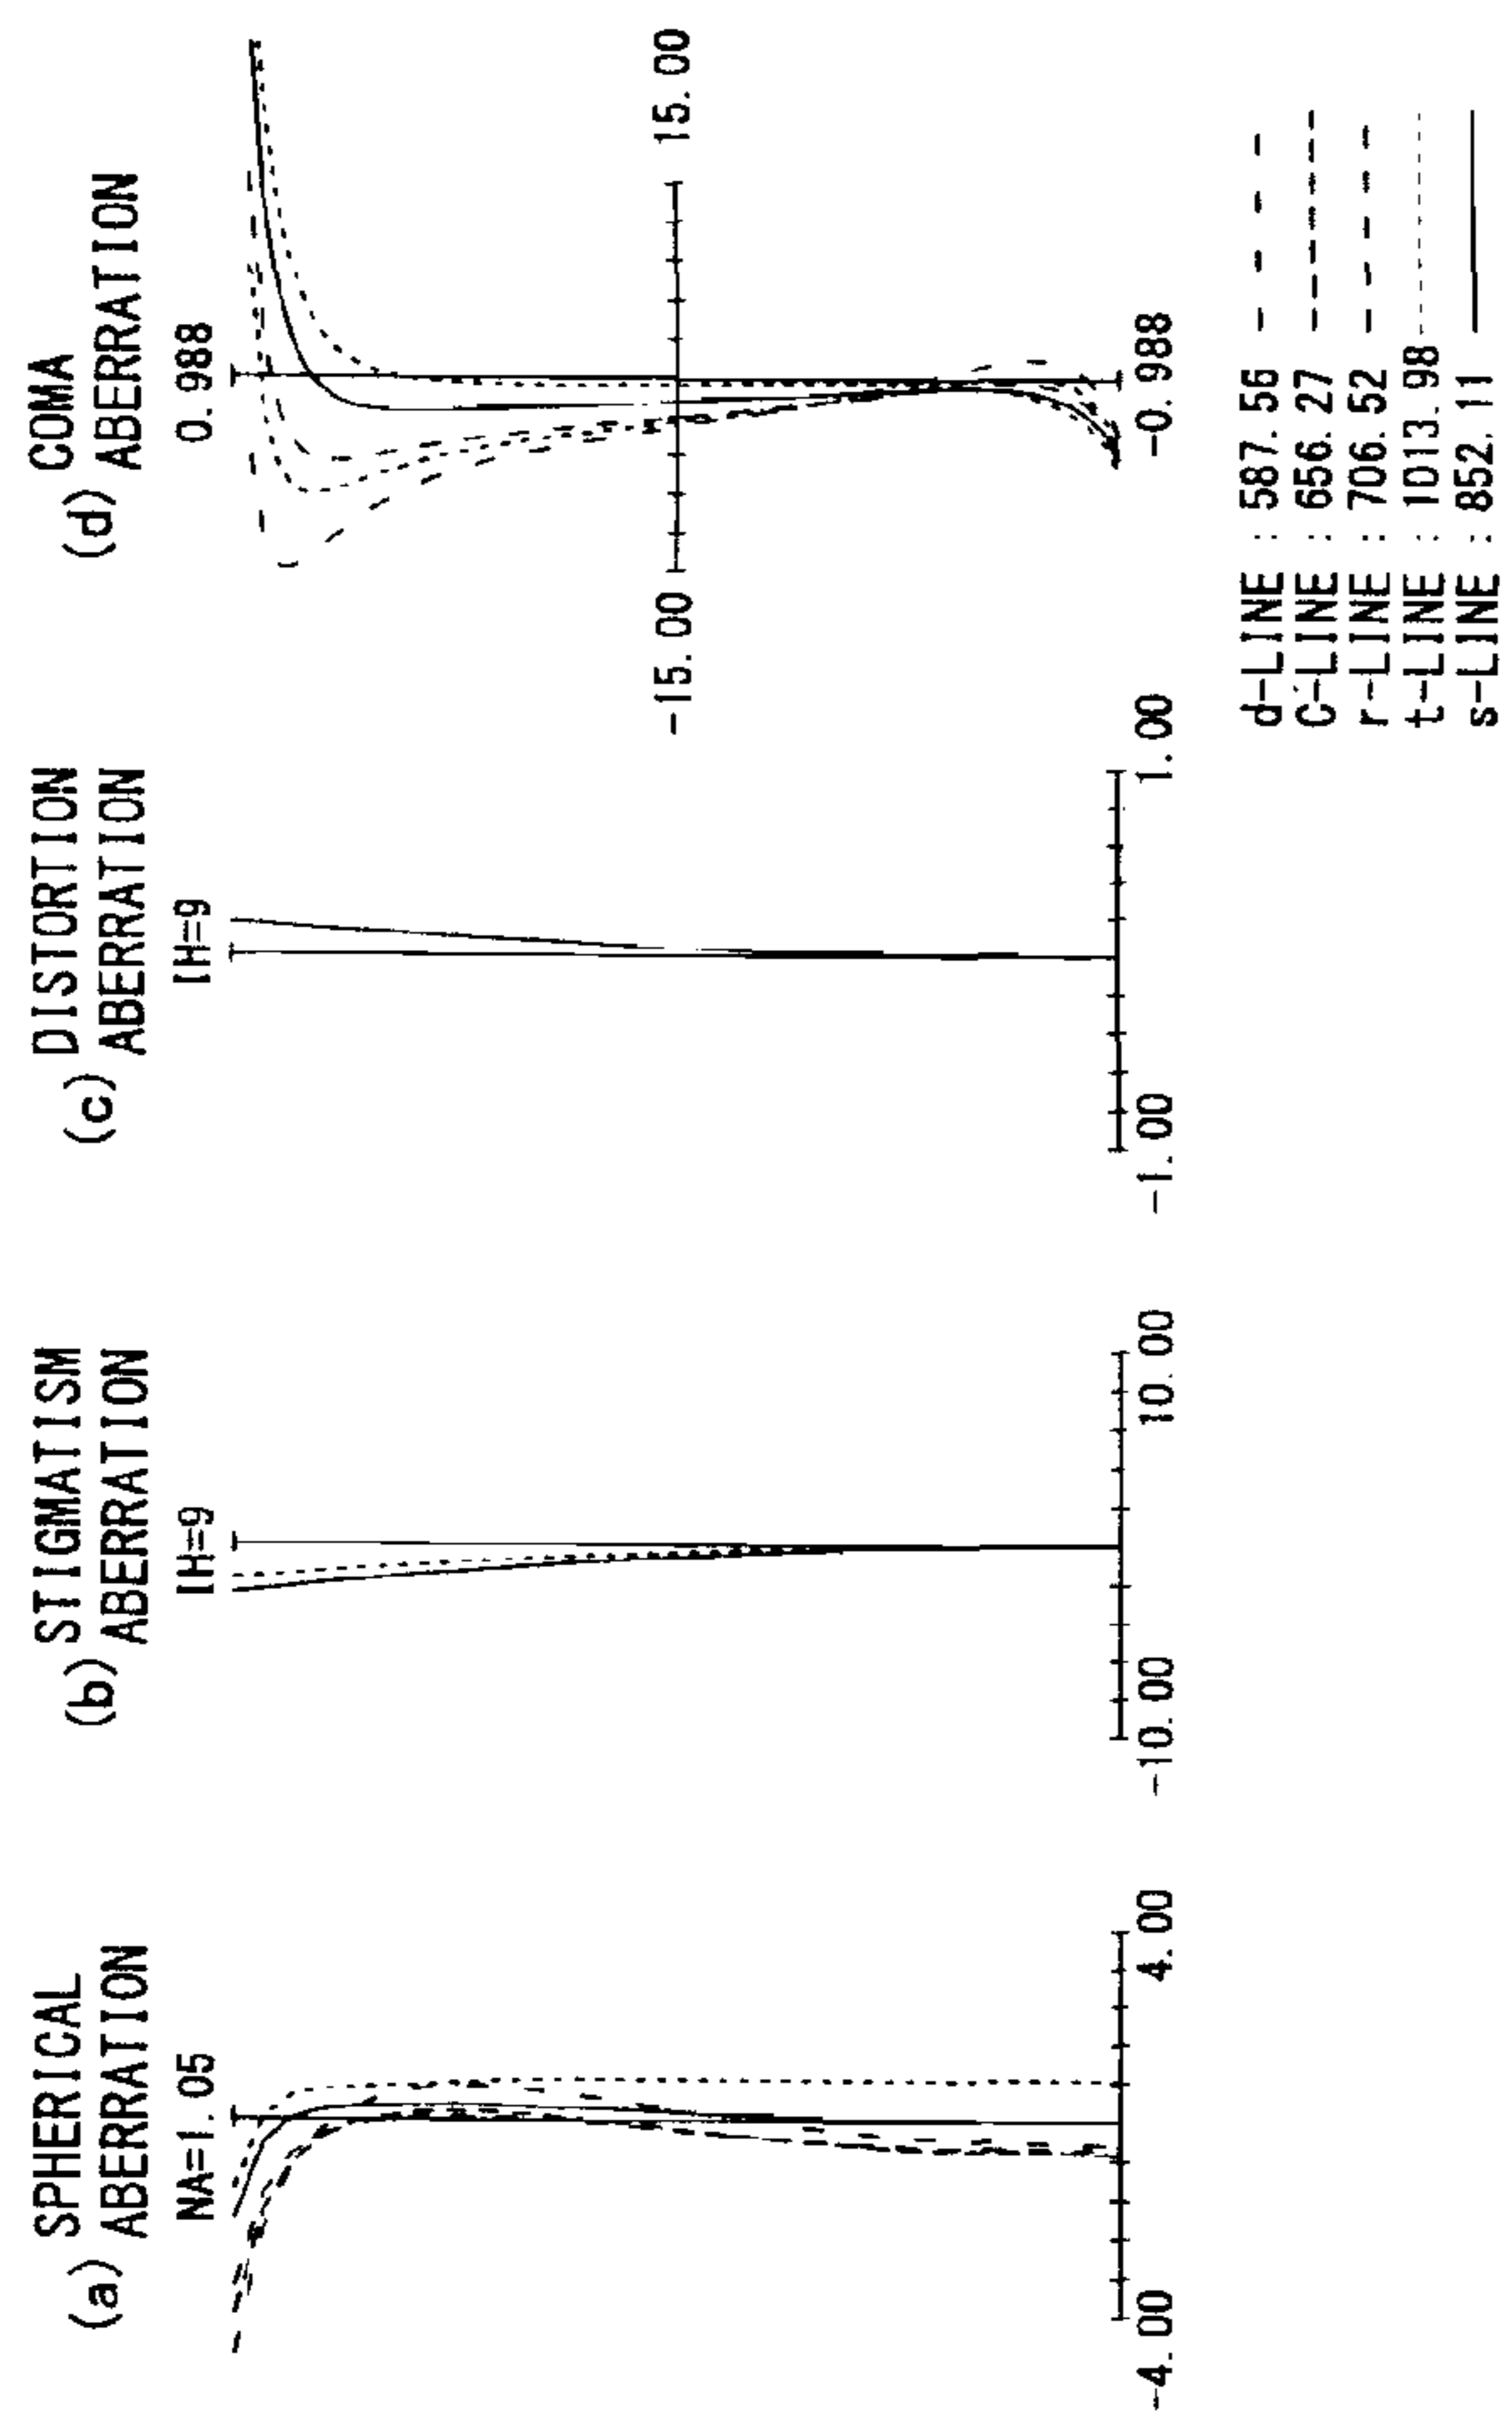 (a) SPHERICAL
ABERRATION
NA=1.05
-4.00
4.00
(b) STIGMATISM
ABERRATION
IH=9
-10.00
10.00
(c) DISTORTION
ABERRATION
IH=9
-1.00
1.00
(d) COMA
ABERRATION
0.988
-15.00
15.00
-0.988
d-LINE : 587.56
C-LINE : 656.27
r-LINE : 706.52
t-LINE : 1013.98
s-LINE : 852.11